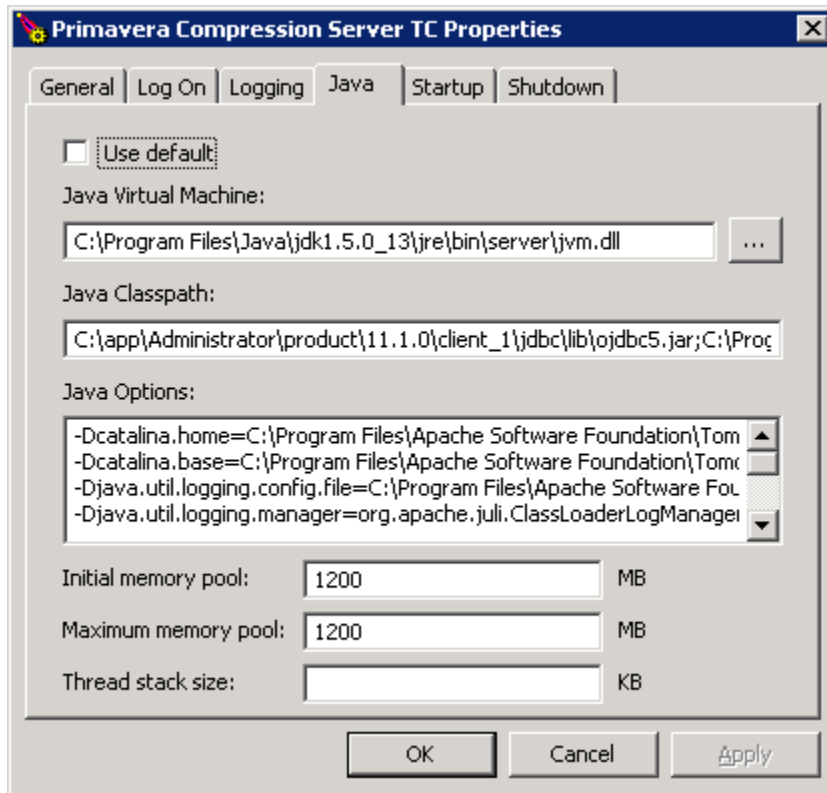 Primavera Compression Server TC Properties
General Log On Logging Java Startup Shutdown
Use default
Java Virtual Machine:
C:\Program Files\Java\jdk1.5.0_13\jre\bin\server\jvm.dll ...
Java Classpath:
C:\app\Administrator\product\11.1.0\client_1\jdbc\lib\ojdbc5.jar;C:\Prog
Java Options:
-Dcatalina.home=C:\Program Files\Apache Software Foundation\Tom
-Dcatalina.base=C:\Program Files\Apache Software Foundation\Tomc
-Djava.util.logging.config.file=C:\Program Files\Apache Software Fou
-Djava.util.logging.manager=org.apache.juli.ClassLoaderLogManager
Initial memory pool: 1200 MB
Maximum memory pool: 1200 MB
Thread stack size: KB
OK Cancel Apply